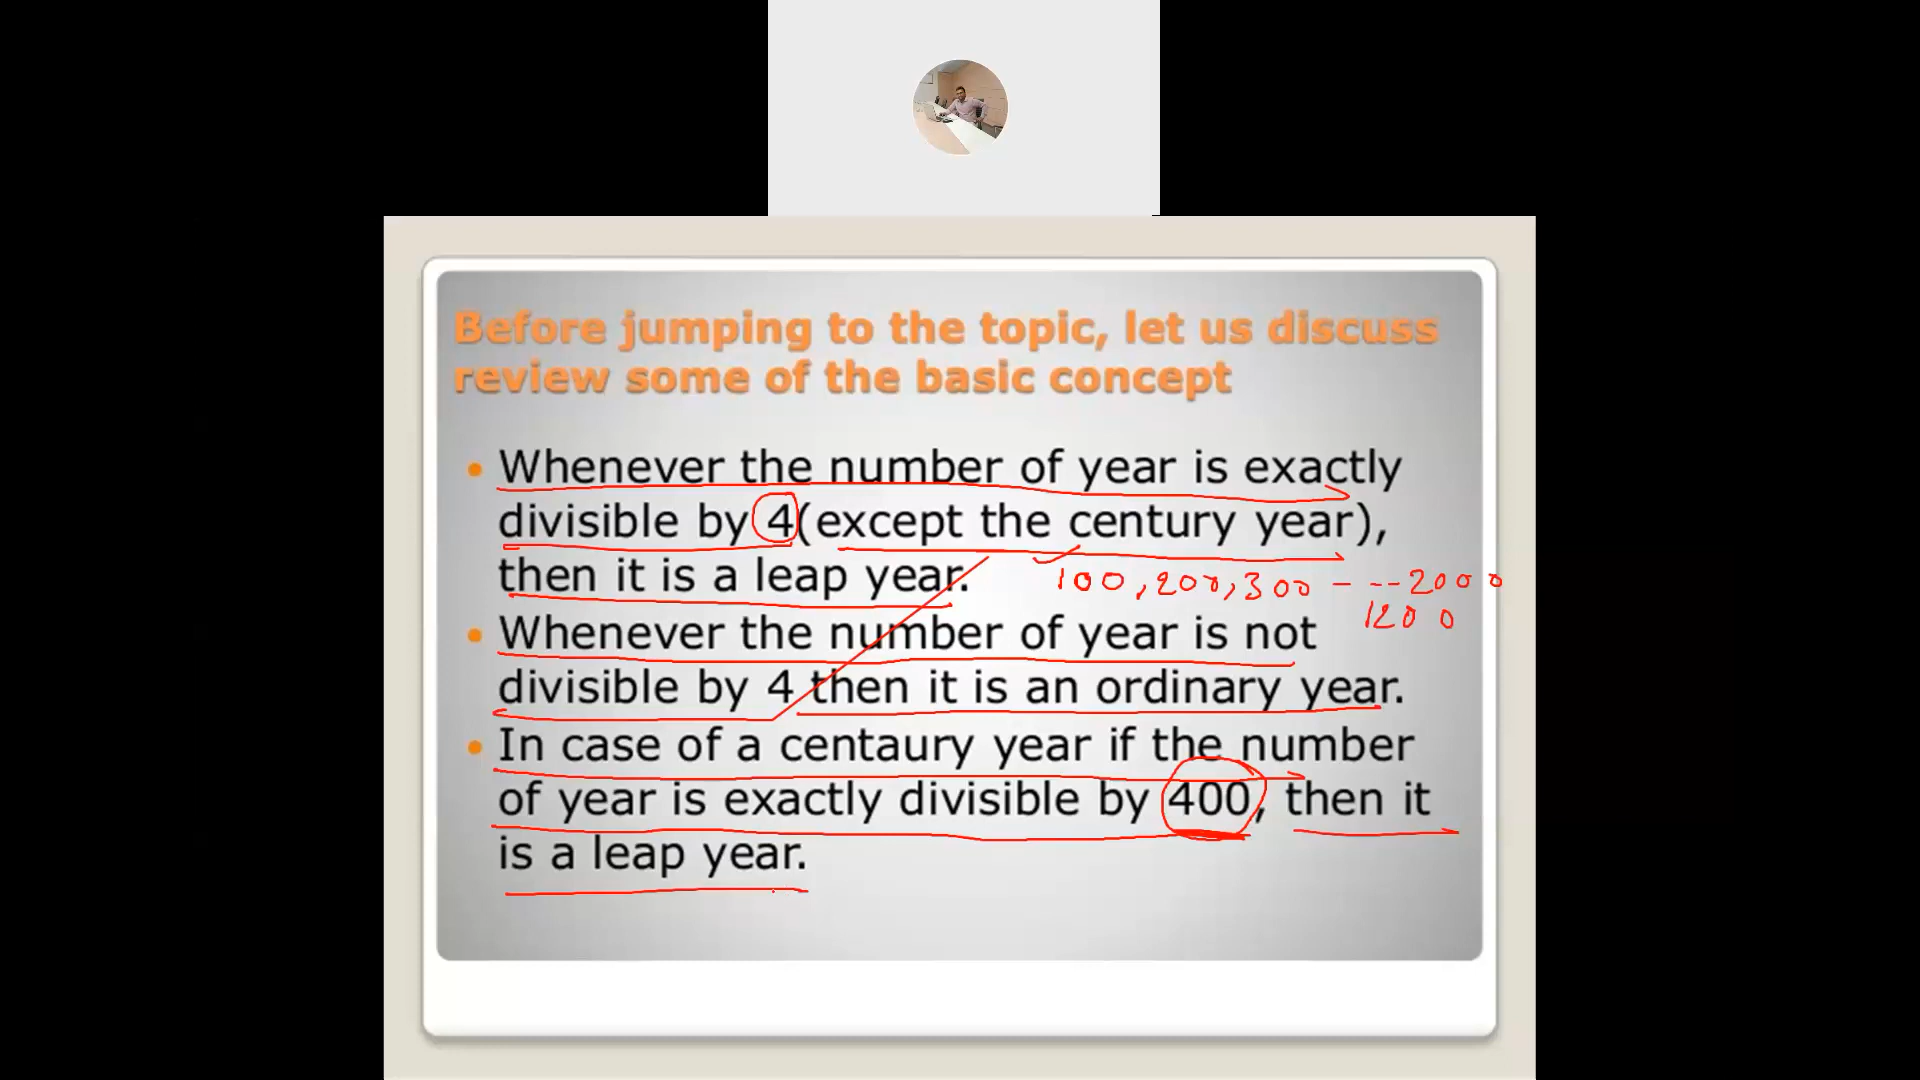 Before jumping to the topic, let us discuss
review some of the basic concept
• Whenever the number of year is exactly
divisible by 4(except the century year),
then it is a leap year.
100,200,300 - --2000
1200
• Whenever the number of year is not
divisible by 4 then it is an ordinary year.
• In case of a centaury year if the number
of year is exactly divisible by 400, then it
is a leap year.